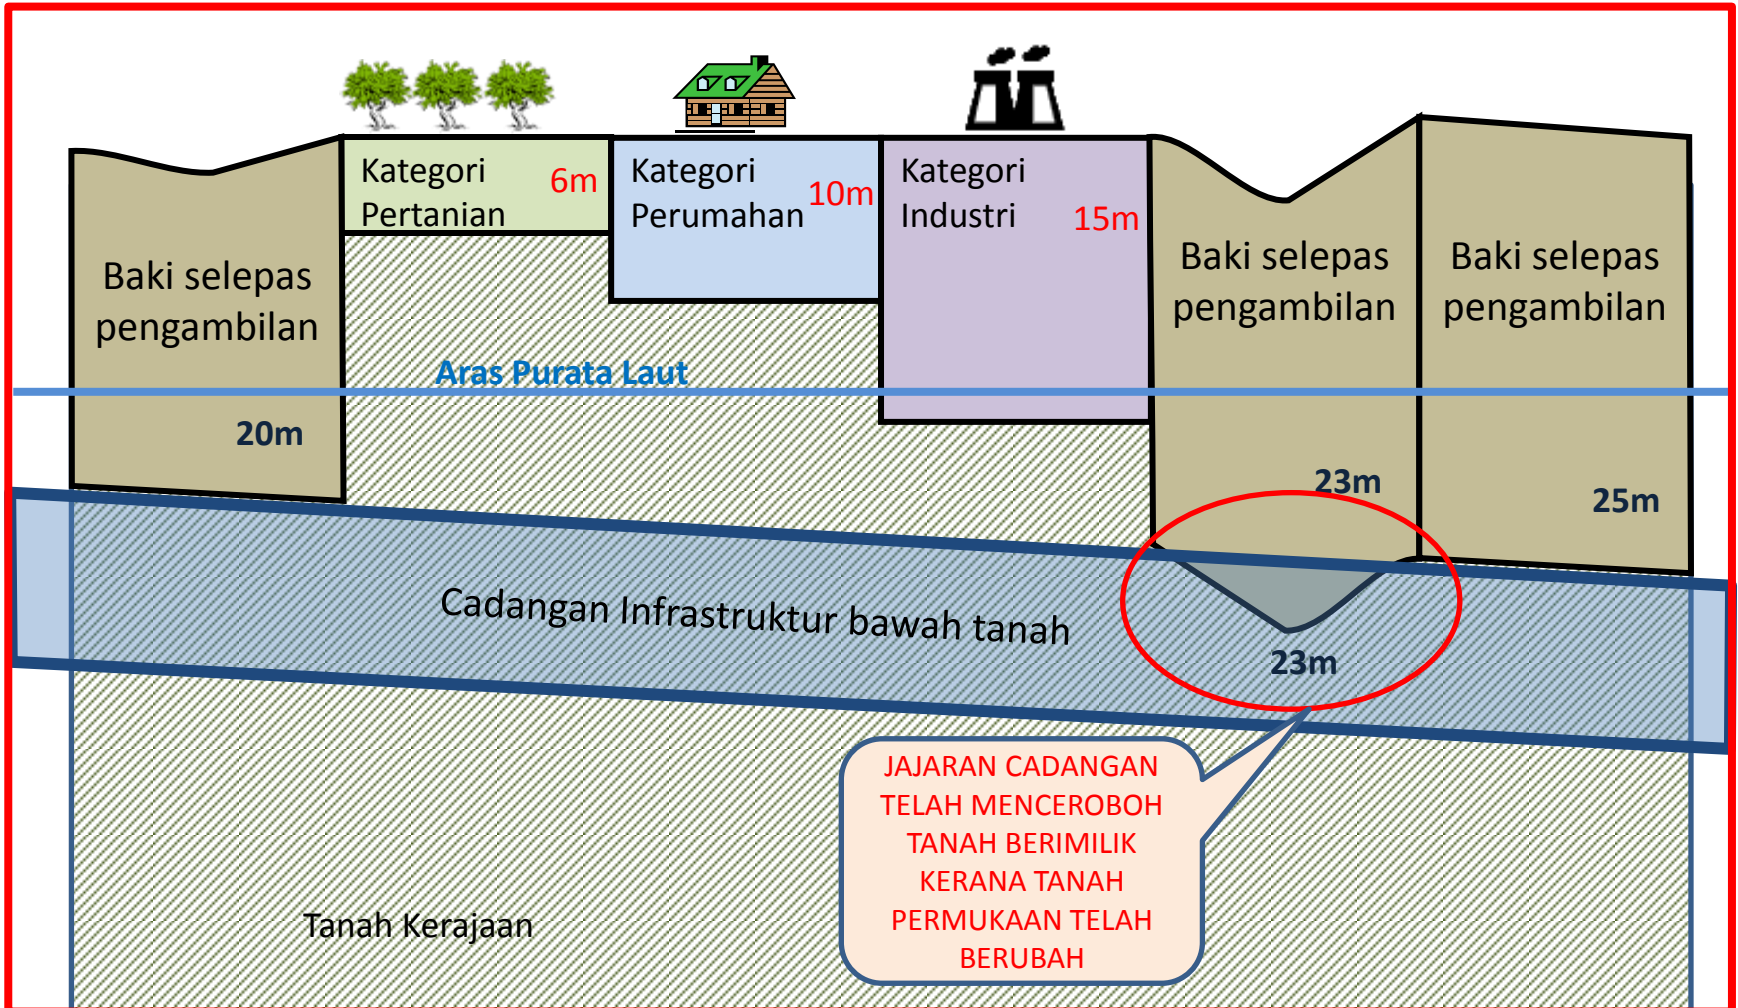 Kategori
Pertanian
6m
Kategori
Perumahan
10m
Kategori
Industri
15m
Baki selepas
pengambilan
20m
Baki selepas
pengambilan
23m
Baki selepas
pengambilan
25m
Aras Purata Laut
Cadangan Infrastruktur bawah tanah
23m
JAJARAN CADANGAN
TELAH MENCEROBOH
TANAH BERIMILIK
KERANA TANAH
PERMUKAAN TELAH
BERUBAH
Tanah Kerajaan